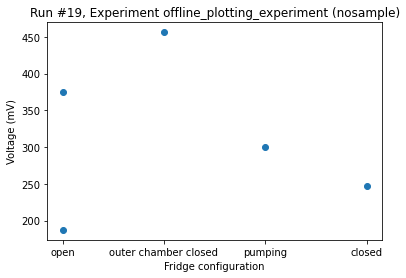 Run #19, Experiment offline_plotting_experiment (nosample)
450
400
350
300
250
200
Voltage (mV)
open outer chamber closed pumping closed
Fridge configuration